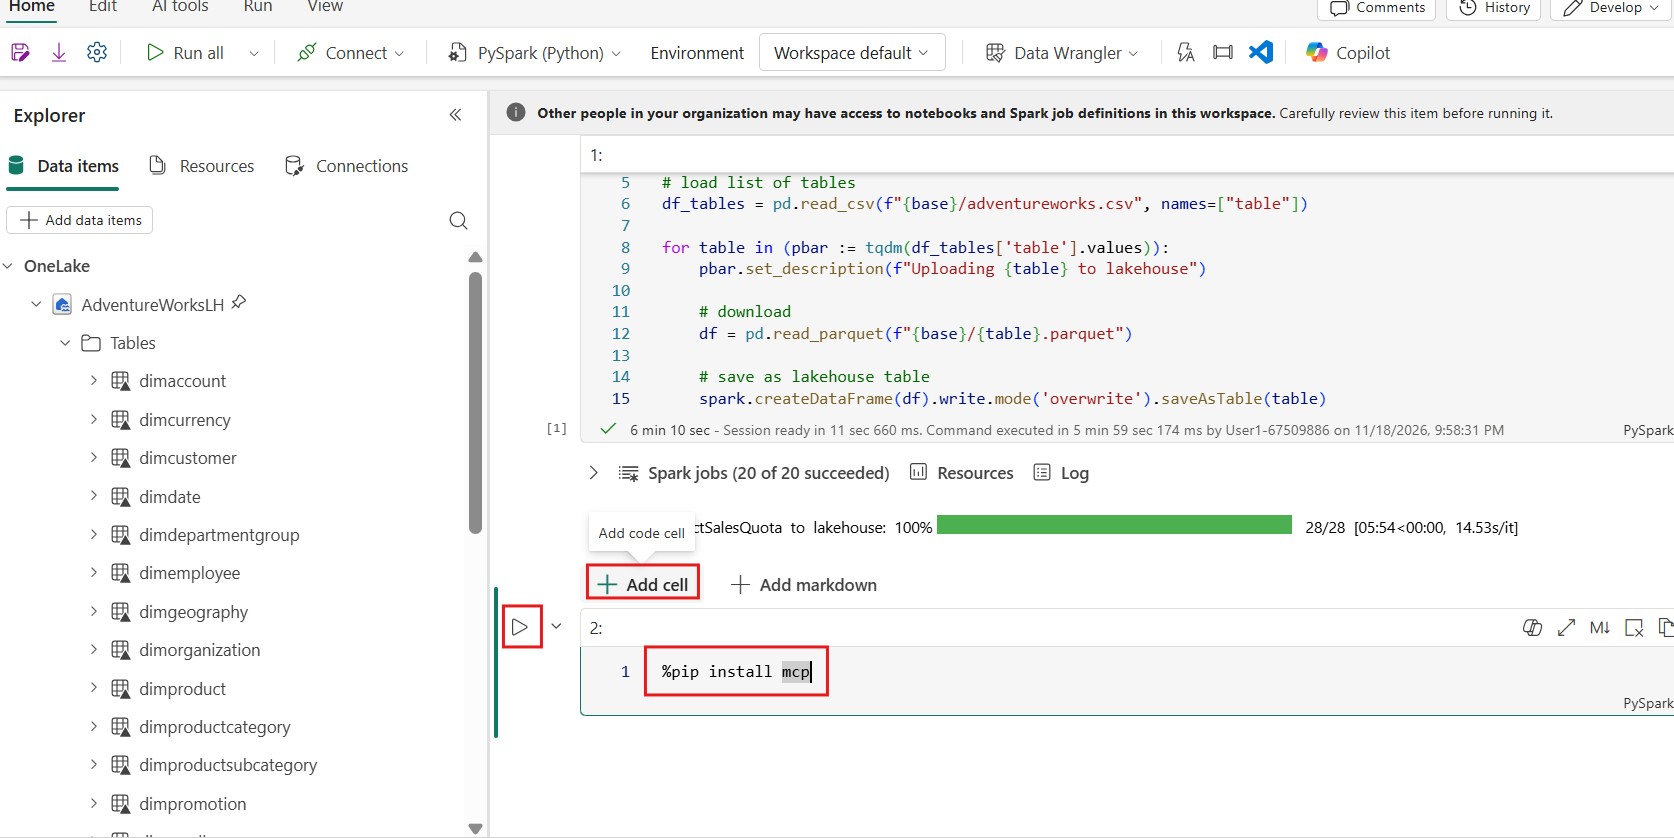 Home Edit AI tools Run View Comments History Develop
Run all Connect PySpark (Python) Environment Workspace default Data Wrangler Copilot
Explorer
Data items Resources Connections
Add data items
OneLake
AdventureWorksLH
Tables
dimaccount
dimcurrency
dimcustomer
dimdate
dimdepartmentgroup
dimemployee
dimgeography
dimorganization
dimproduct
dimproductcategory
dimproductsubcategory
dimpromotion
Other people in your organization may have access to notebooks and Spark job definitions in this workspace. Carefully review this item before running it.
1:
5 # load list of tables
6 df_tables = pd.read_csv(f"{base}/adventureworks.csv", names=["table"])
7
8 for table in (pbar := tqdm(df_tables['table'].values)):
9 pbar.set_description(f"Uploading {table} to lakehouse")
10
11 # download
12 df = pd.read_parquet(f"{base}/{table}.parquet")
13
14 # save as lakehouse table
15 spark.createDataFrame(df).write.mode('overwrite').saveAsTable(table)
[1] 6 min 10 sec - Session ready in 11 sec 660 ms. Command executed in 5 min 59 sec 174 ms by User1-67509886 on 11/18/2026, 9:58:31 PM PySpark
Spark jobs (20 of 20 succeeded) Resources Log
Add code cell
ctSalesQuota to lakehouse: 100% 28/28 [05:54<00:00, 14.53s/it]
Add cell Add markdown
2: M↓
1 %pip install mcp
PySpark